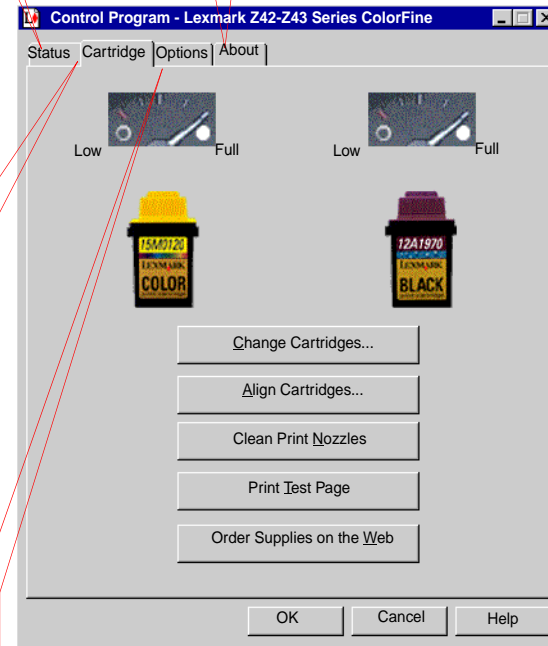 Control Program - Lexmark Z42-Z43 Series ColorFine
Status Cartridge Options About
Low Full Low Full
15M0120 12A1970
LEXMARK
COLOR BLACK
Change Cartridges...
Align Cartridges...
Clean Print Nozzles
Print Test Page
Order Supplies on the Web
OK Cancel Help